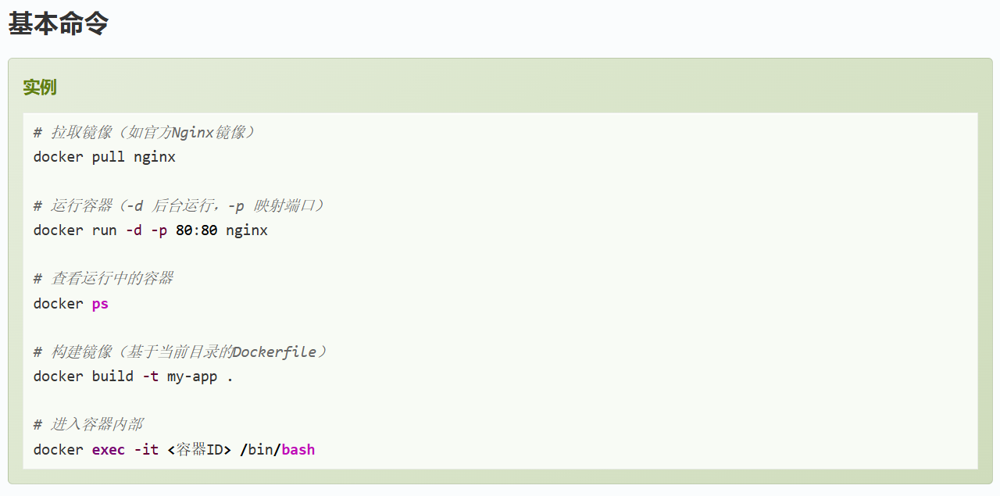 基本命令
实例
# 拉取镜像（如官方Nginx镜像）
docker pull nginx
# 运行容器（-d 后台运行，-p 映射端口）
docker run -d -p 80:80 nginx
# 查看运行中的容器
docker ps
# 构建镜像（基于当前目录的Dockerfile）
docker build -t my-app .
# 进入容器内部
docker exec -it <容器ID> /bin/bash